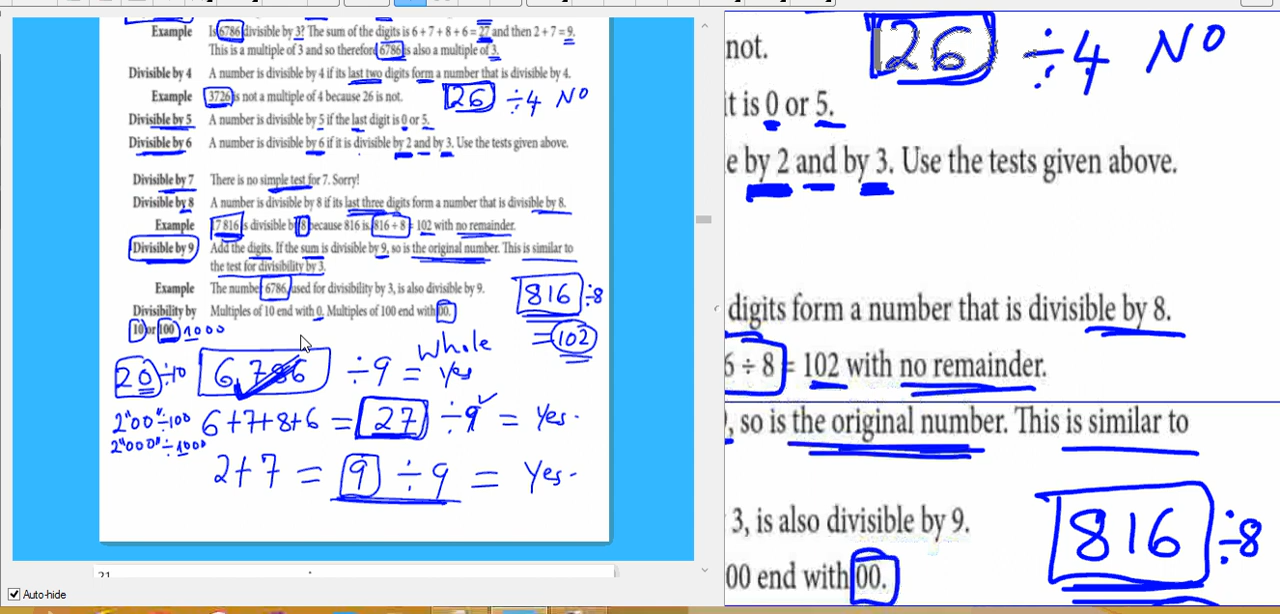 Example Is 6786 divisible by 3? The sum of the digits is 6 + 7 + 8 + 6 = 27 and then 2 + 7 = 9.
This is a multiple of 3 and so therefore 6786 is also a multiple of 3.
Divisible by 4 A number is divisible by 4 if its last two digits form a number that is divisible by 4.
Example 3726 is not a multiple of 4 because 26 is not. 26 ÷4 NO
Divisible by 5 A number is divisible by 5 if the last digit is 0 or 5.
Divisible by 6 A number is divisible by 6 if it is divisible by 2 and by 3. Use the tests given above.
Divisible by 7 There is no simple test for 7. Sorry!
Divisible by 8 A number is divisible by 8 if its last three digits form a number that is divisible by 8.
Example 17 816 is divisible by 8 because 816 is. 816 ÷ 8 = 102 with no remainder.
Divisible by 9 Add the digits. If the sum is divisible by 9, so is the original number. This is similar to
the test for divisibility by 3.
Example The number 6786, used for divisibility by 3, is also divisible by 9.
816 ÷8
Divisibility by Multiples of 10 end with 0. Multiples of 100 end with 00.
10 or 100 1000
= 102
20 ÷10 6,786 ÷ 9 = whole yes
2"00"÷100 6+7+8+6 = 27 ÷9 = Yes.
2"000"÷1000
2+7 = 9 ÷ 9 = Yes.
21
Auto-hide
not. 26 ÷4 NO
it is 0 or 5.
e by 2 and by 3. Use the tests given above.
digits form a number that is divisible by 8.
6 ÷ 8 = 102 with no remainder.
, so is the original number. This is similar to
3, is also divisible by 9. 816 ÷8
00 end with 00.